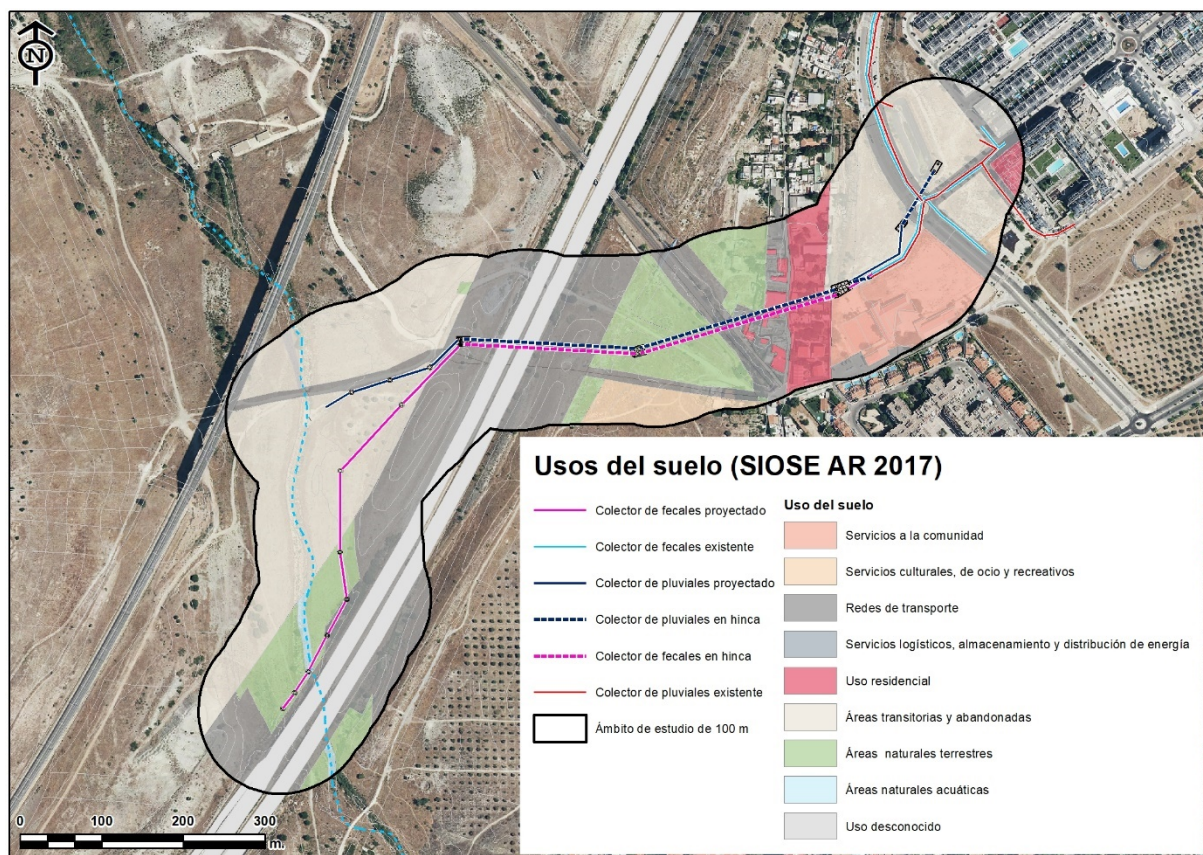 N
Usos del suelo (SIOSE AR 2017)
Colector de fecales proyectado
Colector de fecales existente
Colector de pluviales proyectado
Colector de pluviales en hinca
Colector de fecales en hinca
Colector de pluviales existente
Ámbito de estudio de 100 m
Uso del suelo
Servicios a la comunidad
Servicios culturales, de ocio y recreativos
Redes de transporte
Servicios logísticos, almacenamiento y distribución de energía
Uso residencial
Áreas transitorias y abandonadas
Áreas naturales terrestres
Áreas naturales acuáticas
Uso desconocido
0 100 200 300
m.